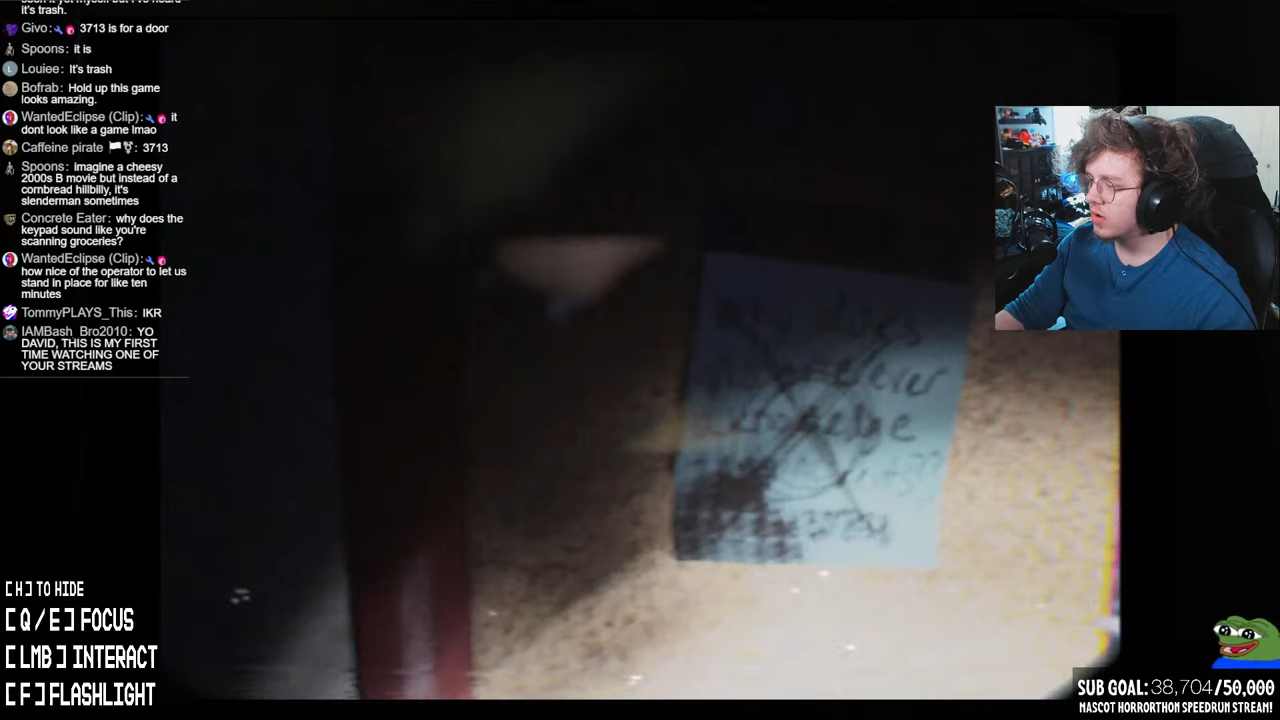 it's trash.
Givo: 3713 is for a door
Spoons: it is
Louiee: It's trash
Bofrab: Hold up this game
looks amazing.
WantedEclipse (Clip): it
dont look like a game lmao
Caffeine pirate: 3713
Spoons: imagine a cheesy
2000s B movie but instead of a
cornbread hillbilly, it's
slenderman sometimes
Concrete Eater: why does the
keypad sound like you're
scanning groceries?
WantedEclipse (Clip):
how nice of the operator to let us
stand in place for like ten
minutes
TommyPLAYS_This: IKR
IAMBash_Bro2010: YO
DAVID, THIS IS MY FIRST
TIME WATCHING ONE OF
YOUR STREAMS
[H] TO HIDE
[Q/E] FOCUS
[LMB] INTERACT
[F] FLASHLIGHT
SUB GOAL: 38,704/50,000
MASCOT HORRORTHON SPEEDRUN STREAM!